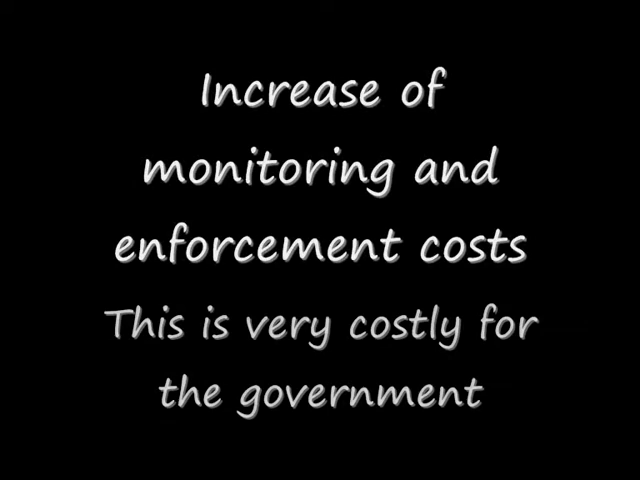 Increase of
monitoring and
enforcement costs
This is very costly for
the government